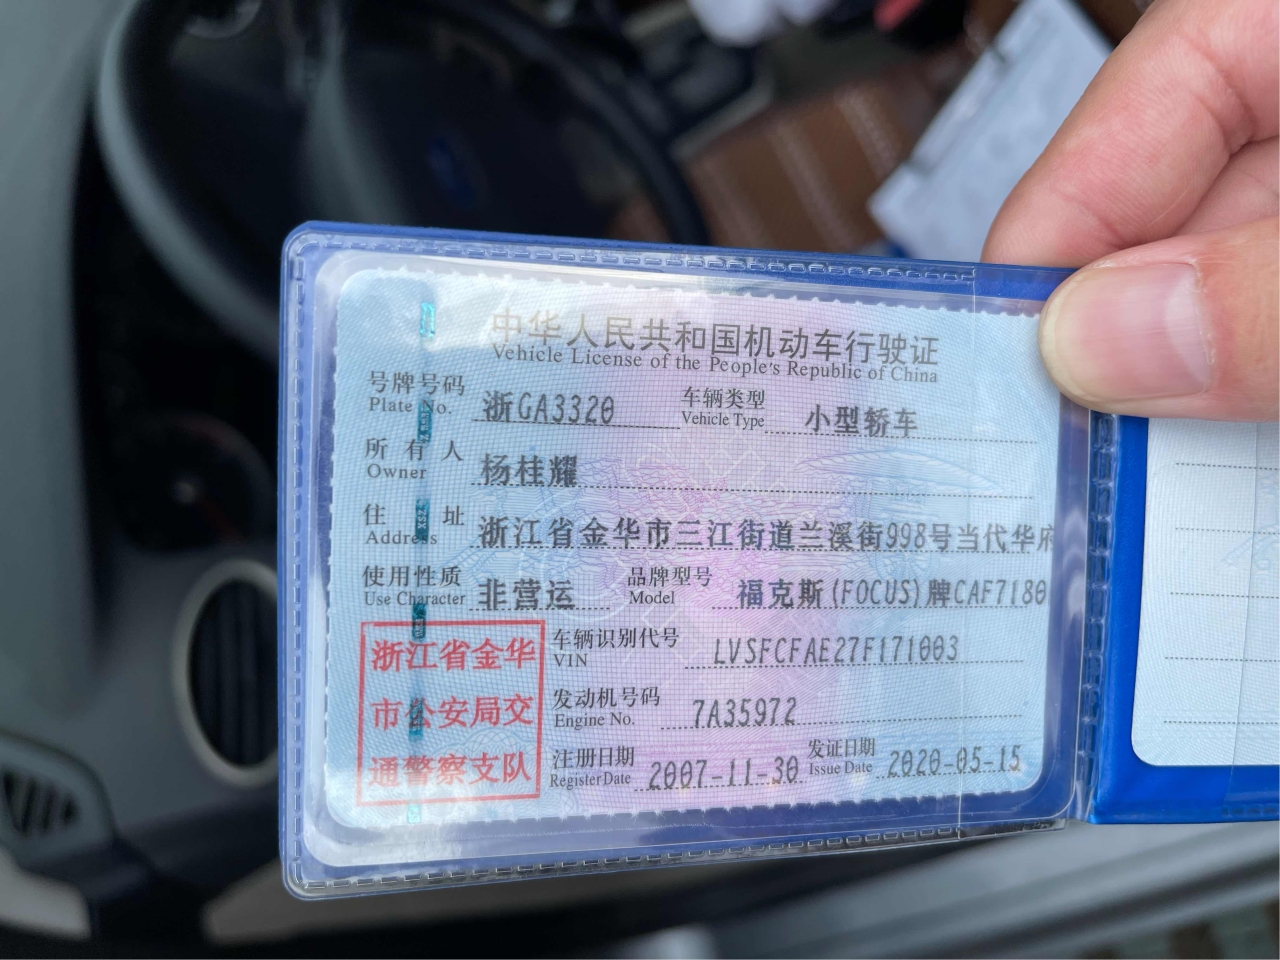 中华人民共和国机动车行驶证
Vehicle License of the People's Republic of China
号牌号码 浙GA3320 车辆类型 小型轿车
Plate No. Vehicle Type
所有人 杨桂耀
Owner
住址 浙江省金华市三江街道兰溪街998号当代华府
Address
使用性质 非营运 品牌型号 福克斯(FOCUS)牌CAF7180
Use Character Model
浙江省金华
市公安局交
通警察支队
车辆识别代号 LVSFCFAE27F171003
VIN
发动机号码 7A35972
Engine No.
注册日期 2007-11-30 发证日期 2020-05-15
Register Date Issue Date